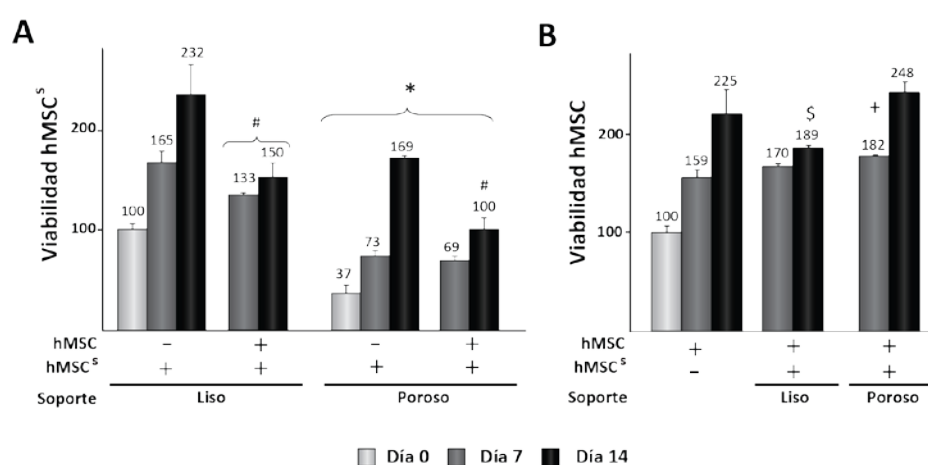 A
Viabilidad hMSC s
200
100
100 165 232
#
133 150
*
37 73 169
#
69 100
hMSC − + − +
hMSC s + + + +
Soporte Liso Poroso
B
Viabilidad hMSC
200
100
100 159 225
$
170 189
+
182 248
hMSC + + +
hMSC s − + +
Soporte Liso Poroso
Día 0 Día 7 Día 14